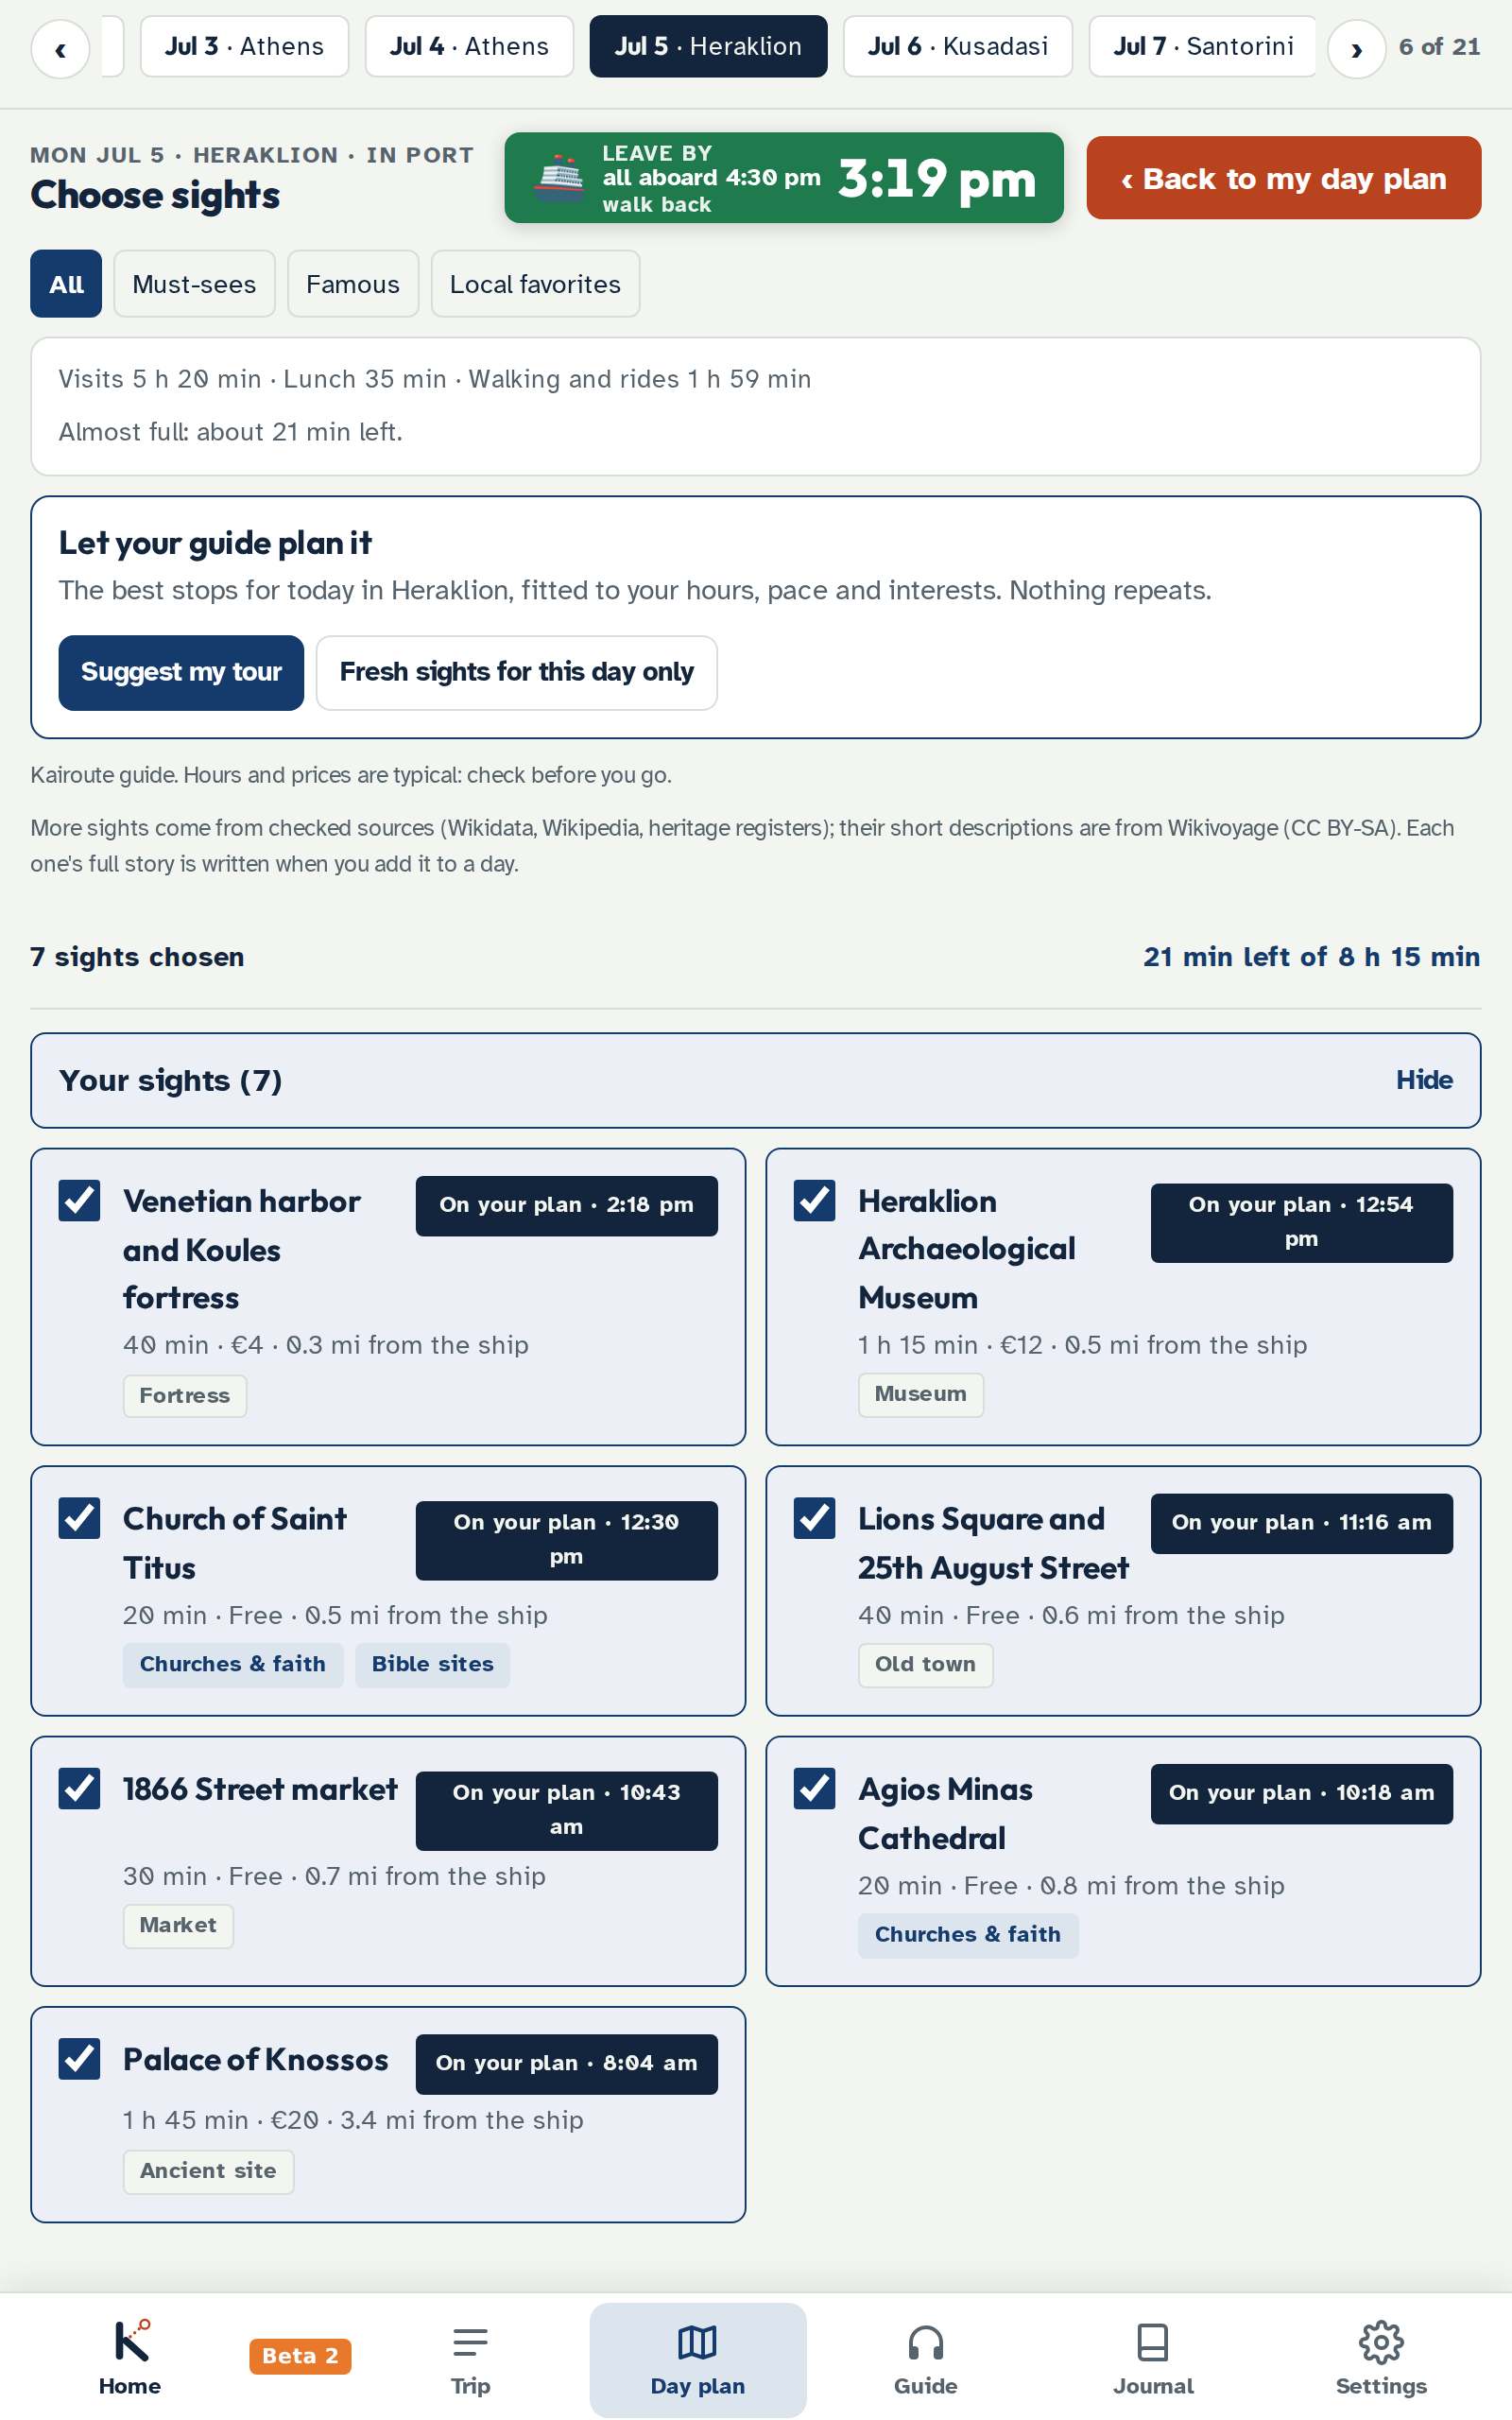 ‹ Jul 3 · Athens Jul 4 · Athens Jul 5 · Heraklion Jul 6 · Kusadasi Jul 7 · Santorini › 6 of 21
MON JUL 5 · HERAKLION · IN PORT
Choose sights
LEAVE BY
all aboard 4:30 pm
walk back
3:19 pm
‹ Back to my day plan
All Must-sees Famous Local favorites
Visits 5 h 20 min · Lunch 35 min · Walking and rides 1 h 59 min
Almost full: about 21 min left.
Let your guide plan it
The best stops for today in Heraklion, fitted to your hours, pace and interests. Nothing repeats.
Suggest my tour Fresh sights for this day only
Kairoute guide. Hours and prices are typical: check before you go.
More sights come from checked sources (Wikidata, Wikipedia, heritage registers); their short descriptions are from Wikivoyage (CC BY-SA). Each
one's full story is written when you add it to a day.
7 sights chosen 21 min left of 8 h 15 min
Your sights (7) Hide
Venetian harbor
and Koules
fortress
On your plan · 2:18 pm
40 min · €4 · 0.3 mi from the ship
Fortress
Heraklion
Archaeological
Museum
On your plan · 12:54
pm
1 h 15 min · €12 · 0.5 mi from the ship
Museum
Church of Saint
Titus
On your plan · 12:30
pm
20 min · Free · 0.5 mi from the ship
Churches & faith Bible sites
Lions Square and
25th August Street
On your plan · 11:16 am
40 min · Free · 0.6 mi from the ship
Old town
1866 Street market
On your plan · 10:43
am
30 min · Free · 0.7 mi from the ship
Market
Agios Minas
Cathedral
On your plan · 10:18 am
20 min · Free · 0.8 mi from the ship
Churches & faith
Palace of Knossos
On your plan · 8:04 am
1 h 45 min · €20 · 3.4 mi from the ship
Ancient site
Home Beta 2 Trip Day plan Guide Journal Settings